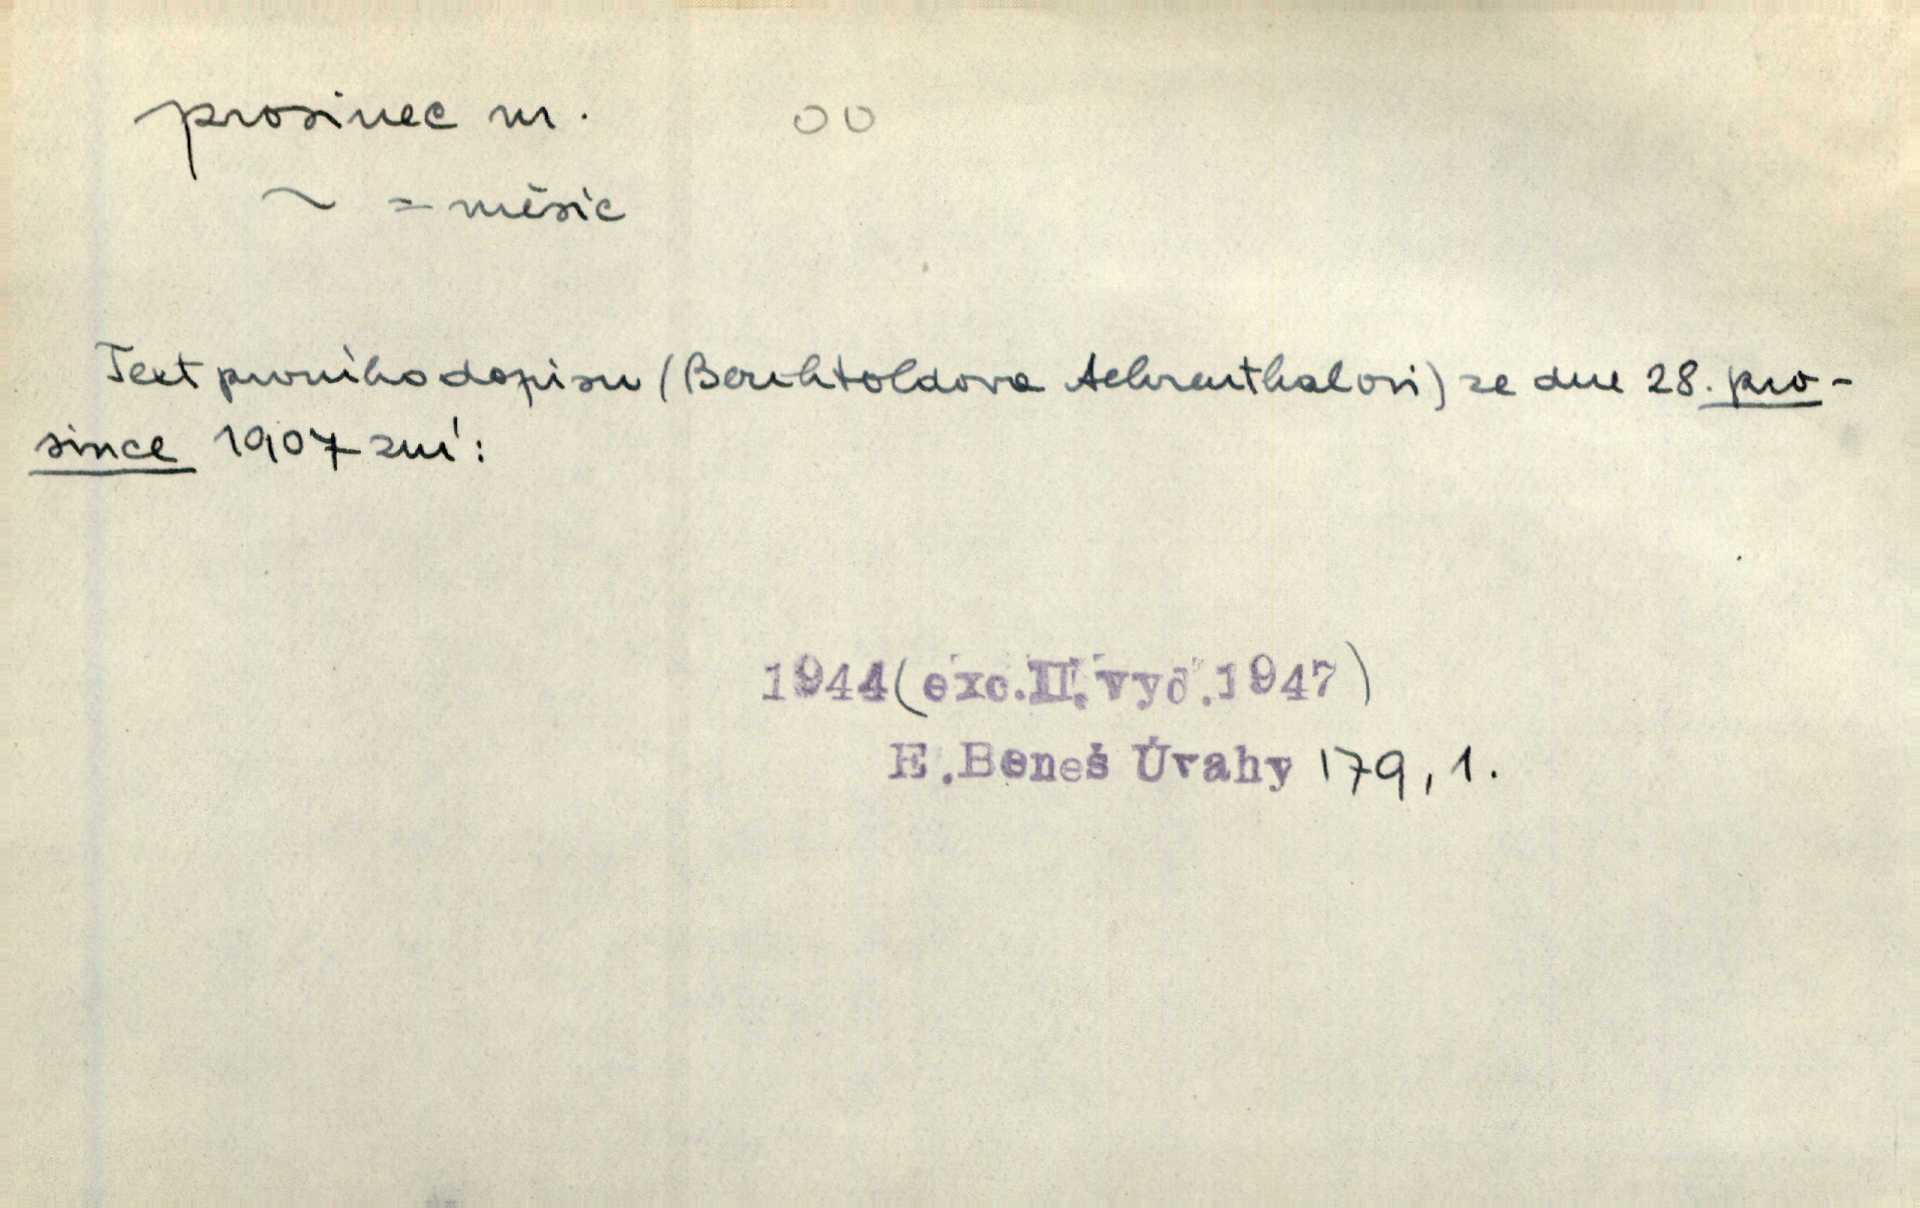 prosinec m. 00
~ = měsíc
Text prvního dopisu (Berchtoldova Aehrenthalovi) ze dne 28. pro-
since 1907 zní:
1944 (exc. II. vyd. 1947)
E. Beneš Úvahy 179, 1.